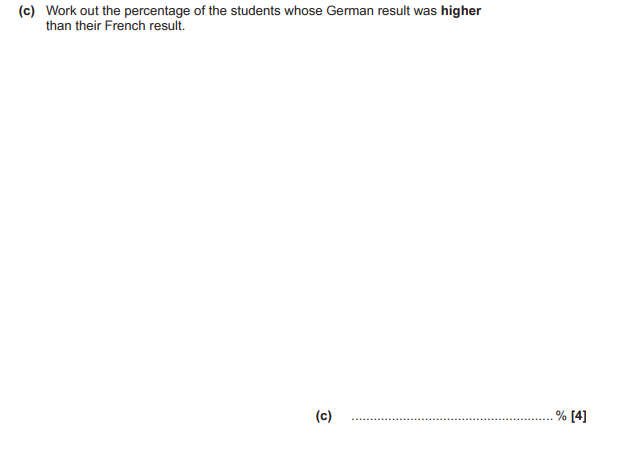 (c) Work out the percentage of the students whose German result was higher
than their French result.
(c) ...................................................... % [4]